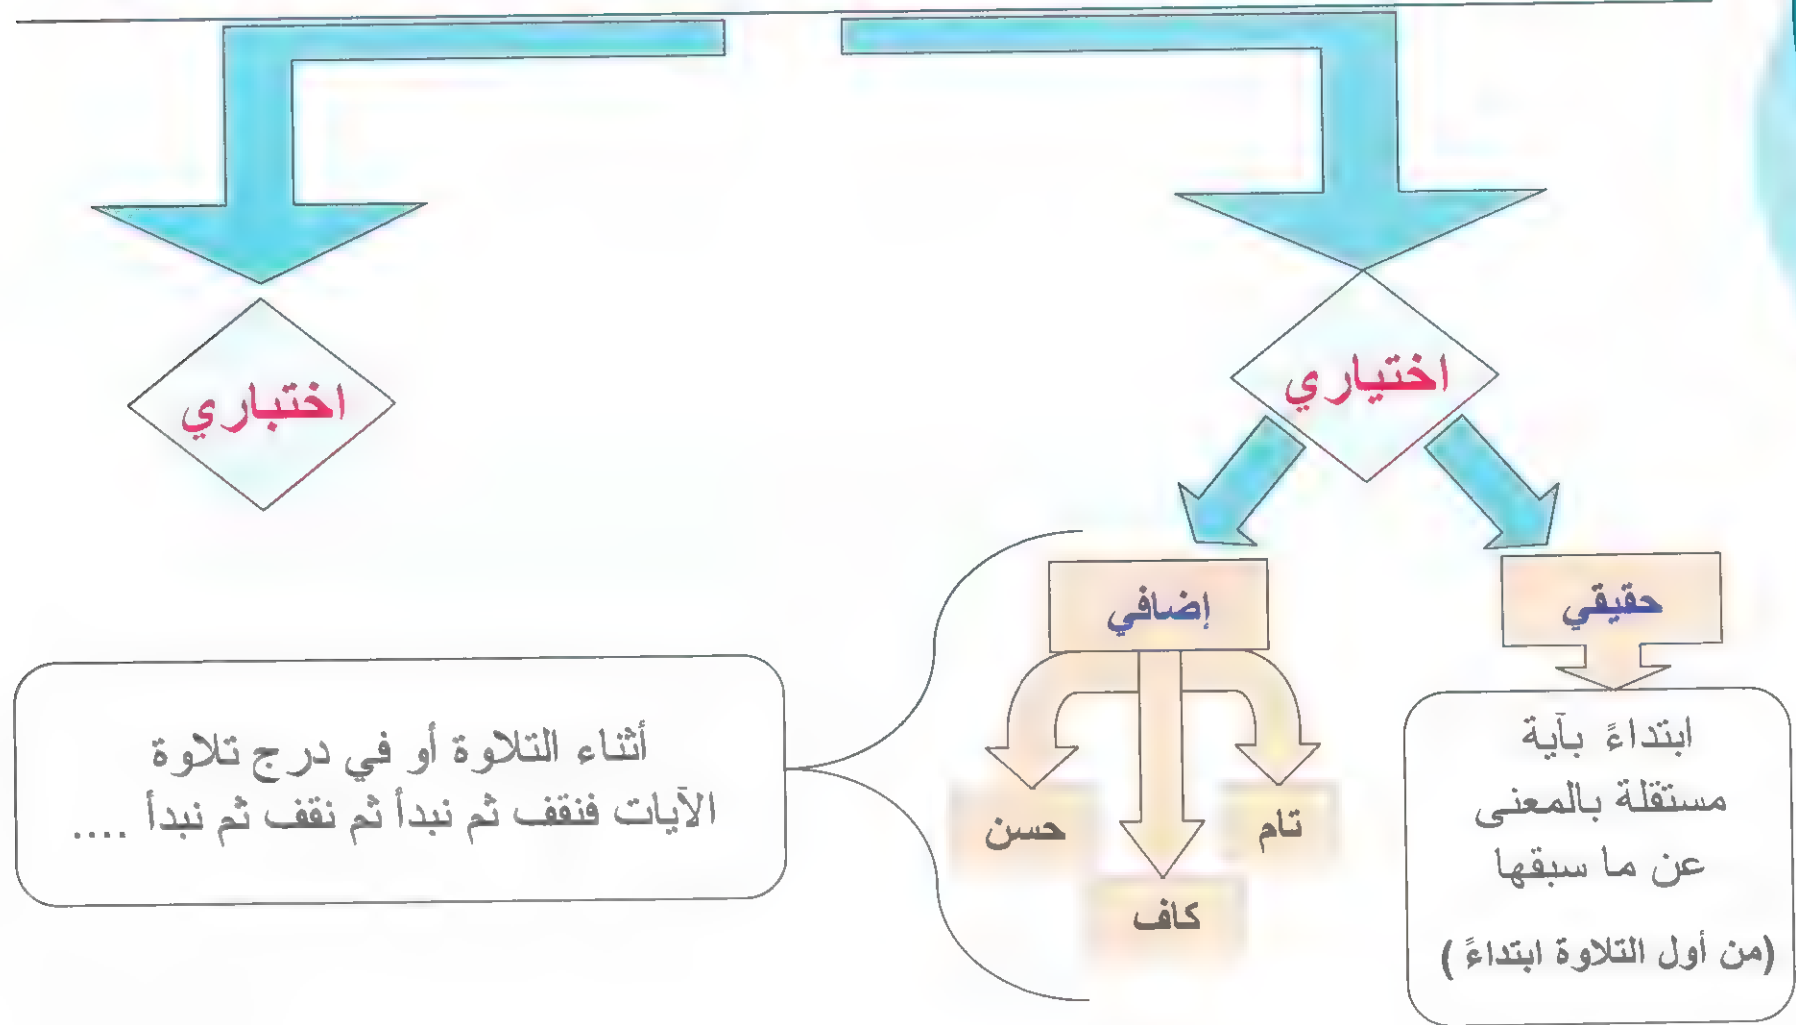 اختياري
اختباري
حقيقي
إضافي
ابتداءً بآية
مستقلة بالمعنى
عن ما سبقها
(من أول التلاوة ابتداءً )
تام
كاف
حسن
أثناء التلاوة أو في درج تلاوة
الآيات فنقف ثم نبدأ ثم نقف ثم نبدأ ....